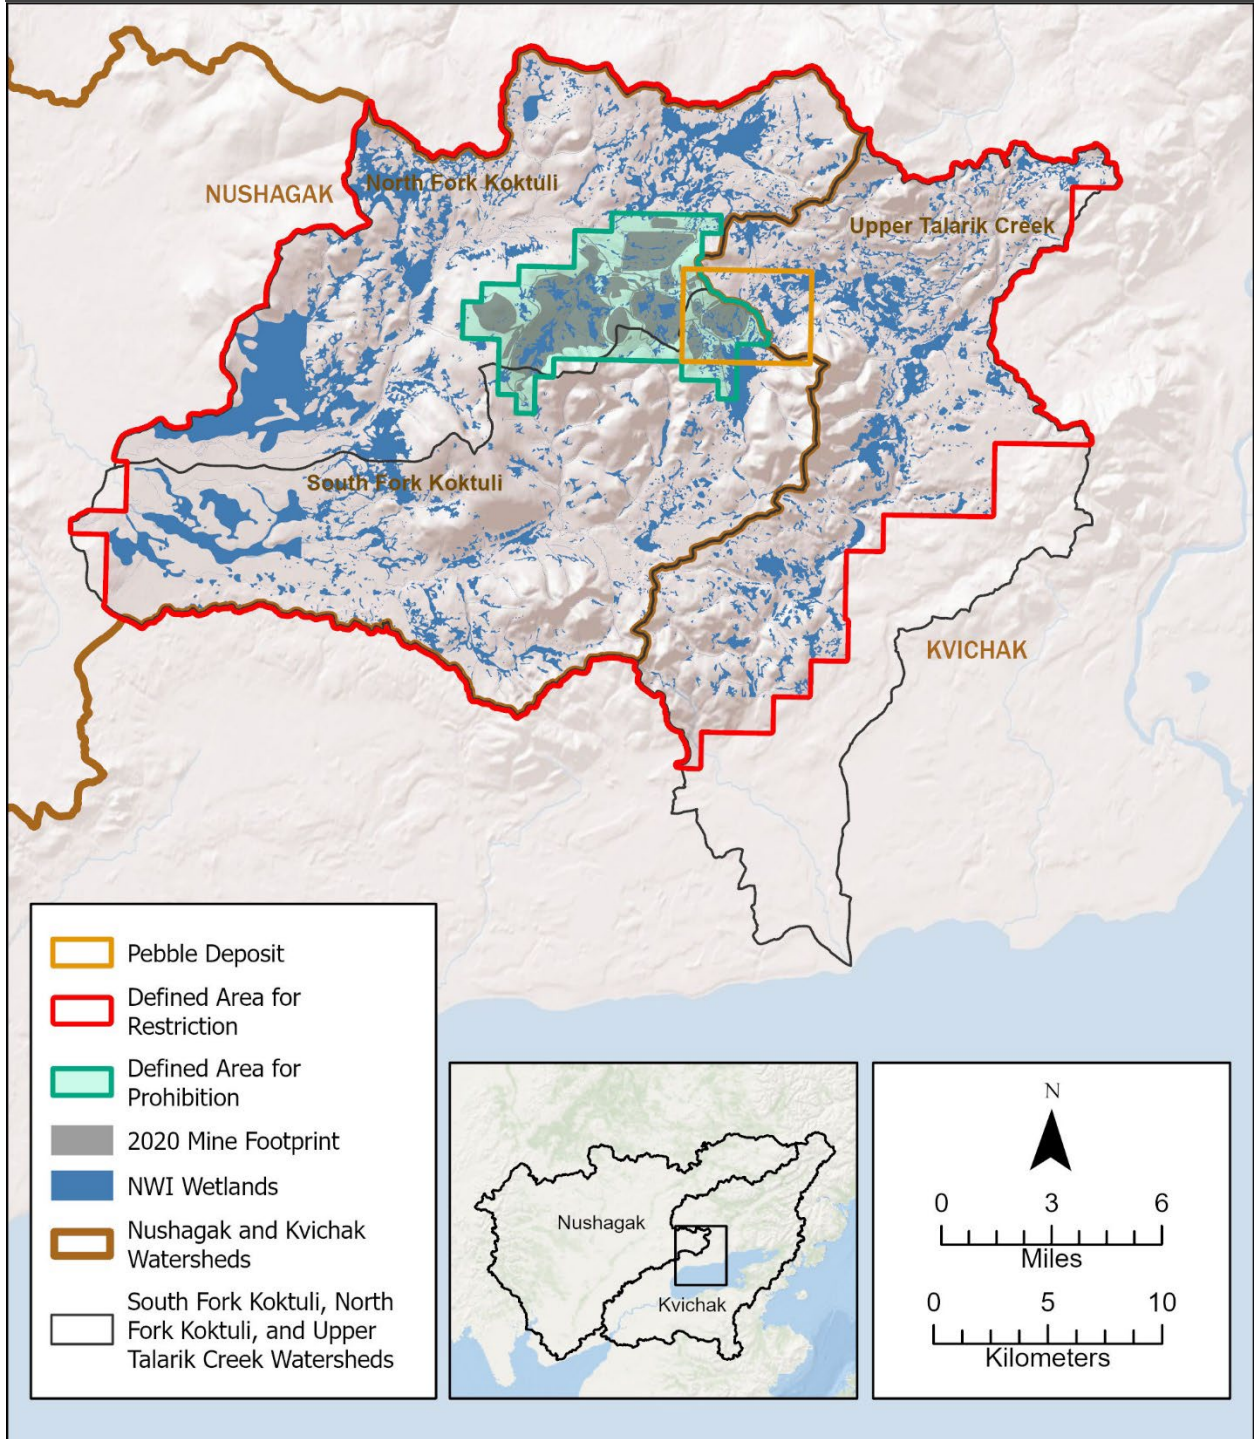 North Fork Koktuli
NUSHAGAK
Upper Talarik Creek
South Fork Koktuli
KVICHAK
Pebble Deposit
Defined Area for
Restriction
Defined Area for
Prohibition
2020 Mine Footprint
NWI Wetlands
Nushagak and Kvichak
Watersheds
South Fork Koktuli, North
Fork Koktuli, and Upper
Talarik Creek Watersheds
Nushagak
Kvichak
N
0 3 6
Miles
0 5 10
Kilometers